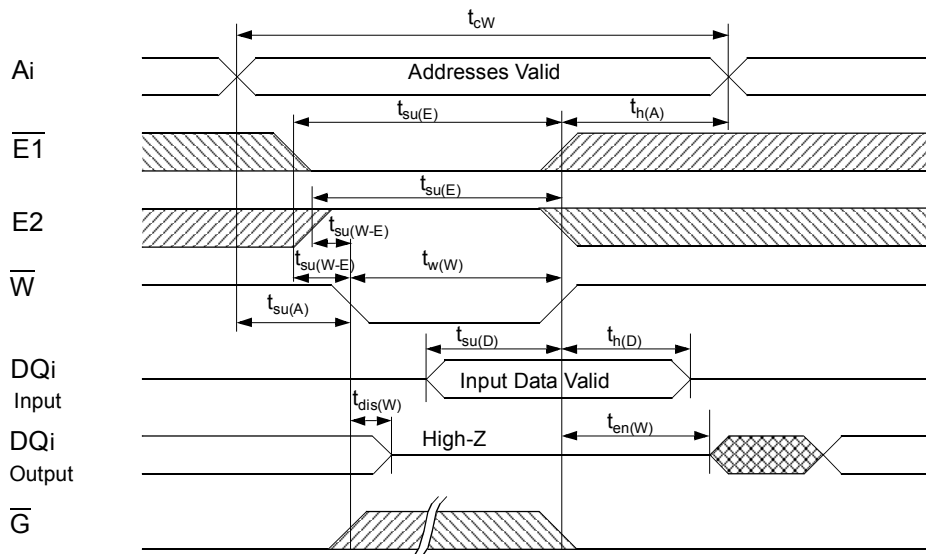 t_cW
Ai Addresses Valid
t_su(E) t_h(A)
E1
t_su(E)
E2
t_su(W-E)
t_su(W-E) t_w(W)
W
t_su(A)
t_su(D) t_h(D)
DQi Input Data Valid
Input
t_dis(W) t_en(W)
DQi High-Z
Output
G